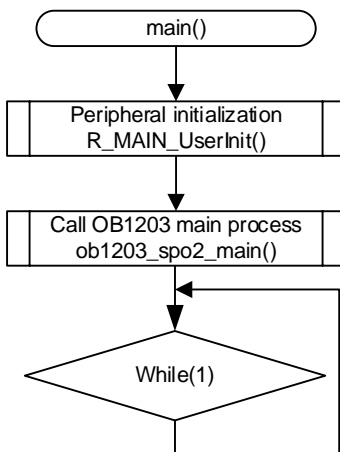 main()
Peripheral initialization
R_MAIN_UserInit()
Call OB1203 main process
ob1203_spo2_main()
While(1)